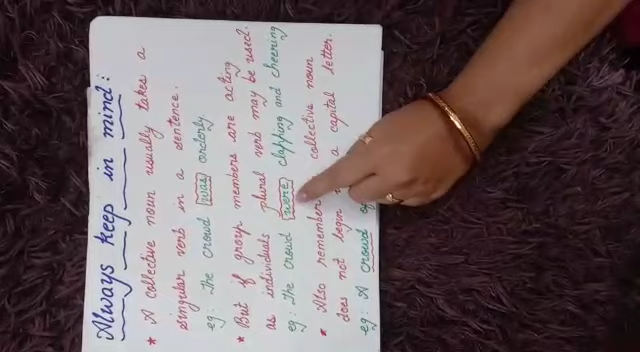 Always keep in mind:
* A collective noun usually takes a
singular verb in a sentence.
eg: The crowd was orderly
* But if group members are acting
as individuals plural verb may be used.
eg: The crowd were clapping and cheering
* Also remember collective noun
does not begin a capital letter.
eg: A crowd